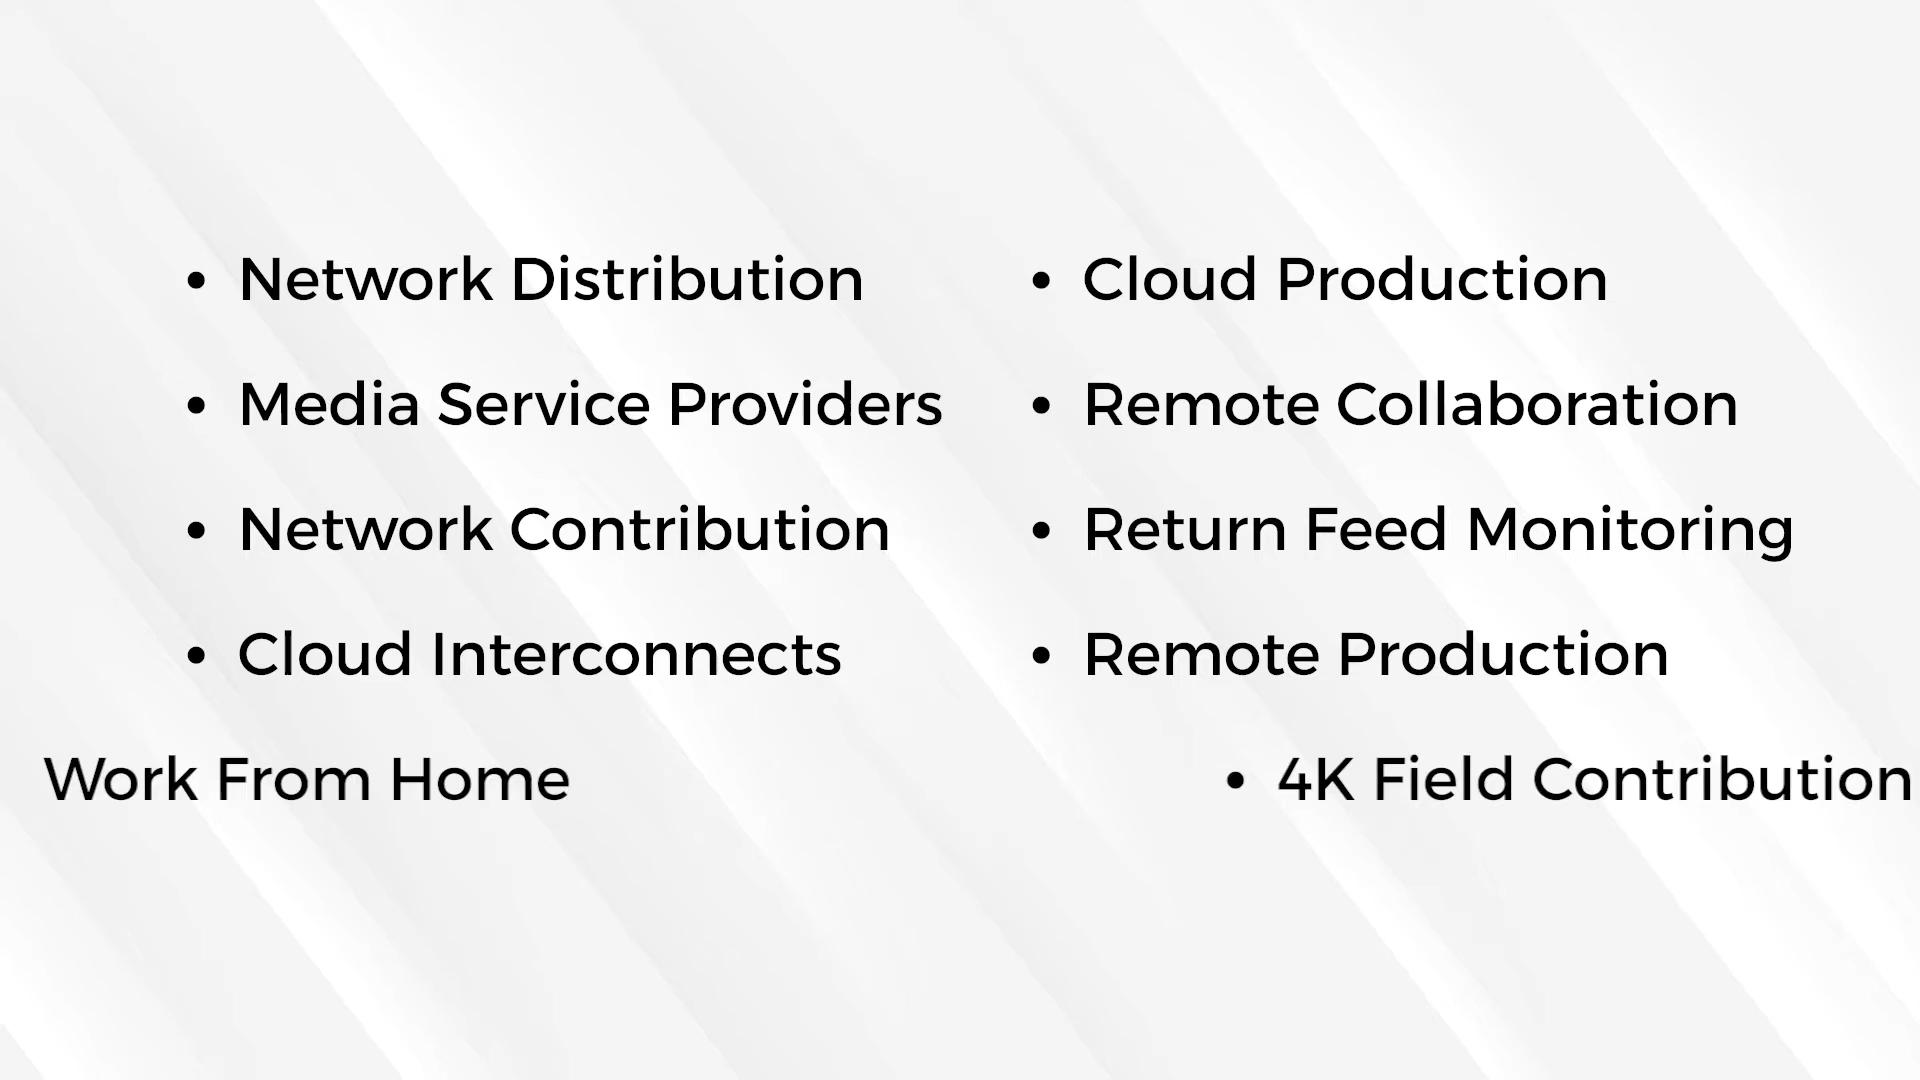 • Network Distribution
• Media Service Providers
• Network Contribution
• Cloud Interconnects
Work From Home
• Cloud Production
• Remote Collaboration
• Return Feed Monitoring
• Remote Production
• 4K Field Contribution